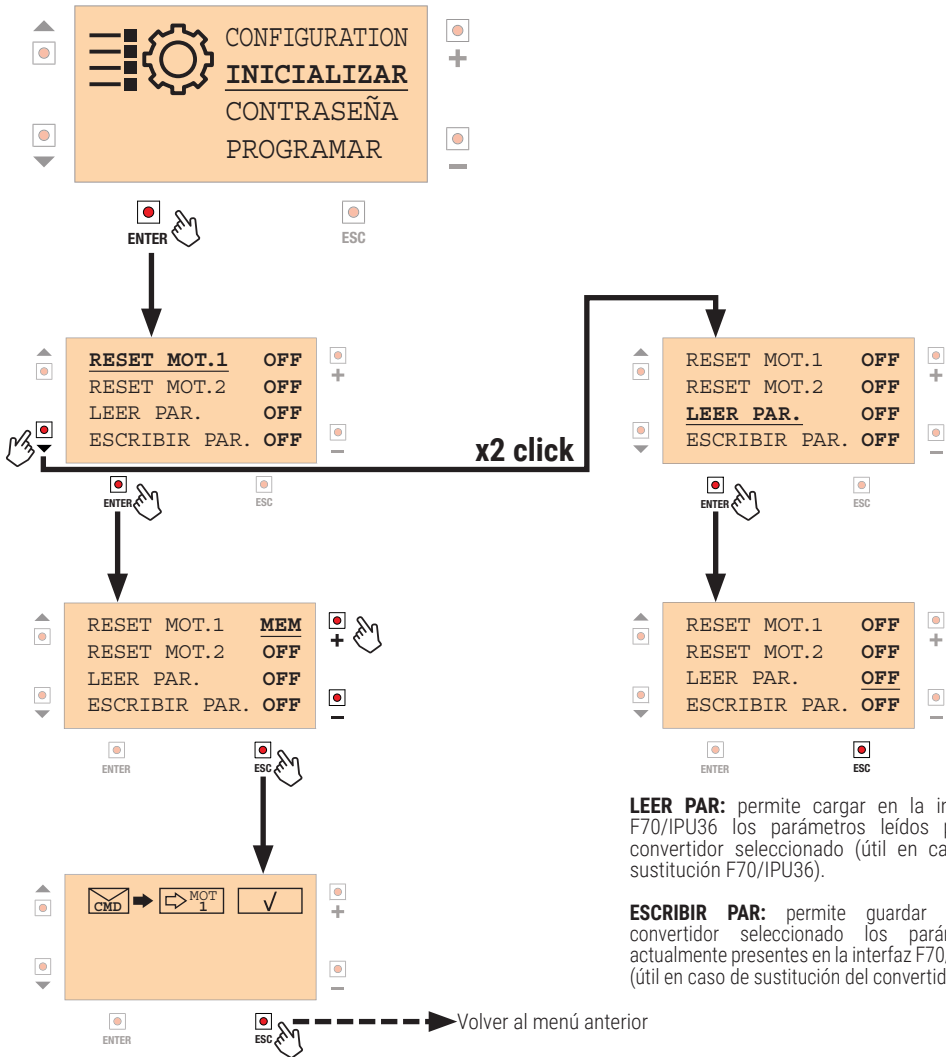 CONFIGURATION
INICIALIZAR
CONTRASEÑA
PROGRAMAR
+
−
ENTER
ESC
RESET MOT.1 OFF
RESET MOT.2 OFF
LEER PAR. OFF
ESCRIBIR PAR. OFF
+
−
ENTER
ESC
x2 click
RESET MOT.1 OFF
RESET MOT.2 OFF
LEER PAR. OFF
ESCRIBIR PAR. OFF
+
−
ENTER
ESC
RESET MOT.1 MEM
RESET MOT.2 OFF
LEER PAR. OFF
ESCRIBIR PAR. OFF
+
−
ENTER
ESC
RESET MOT.1 OFF
RESET MOT.2 OFF
LEER PAR. OFF
ESCRIBIR PAR. OFF
+
−
ENTER
ESC
LEER PAR: permite cargar en la
F70/IPU36 los parámetros leídos
convertidor seleccionado (útil en
sustitución F70/IPU36).
ESCRIBIR PAR: permite guardar
convertidor seleccionado los
actualmente presentes en la interfaz F70/
(útil en caso de sustitución del
CMD MOT 1 √
+
−
ENTER
ESC
Volver al menú anterior